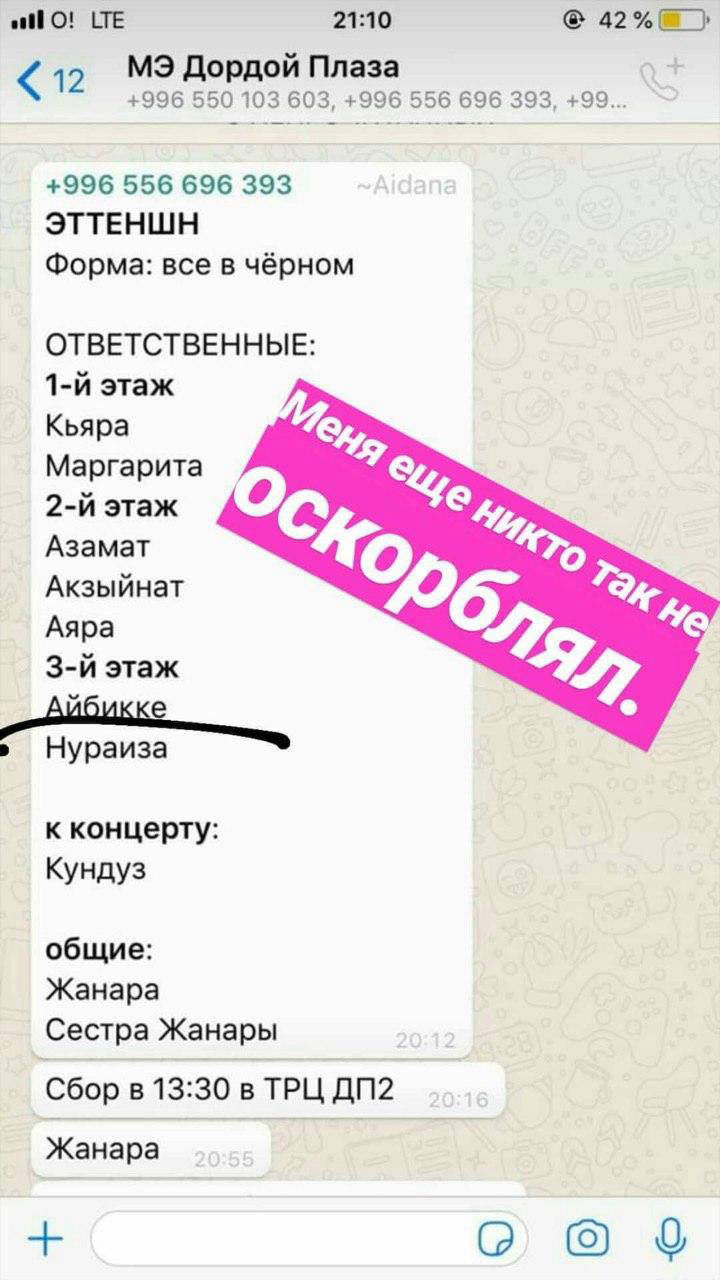 О! LTE 21:10 42 %
12 МЭ Дордой Плаза
+996 550 103 603, +996 556 696 393, +99...
+996 556 696 393 ~Aidana
ЭТТЕНШН
Форма: все в чёрном
ОТВЕТСТВЕННЫЕ:
1-й этаж
Кьяра
Маргарита
2-й этаж
Азамат
Акзыйнат
Аяра
3-й этаж
Айбикке
Нураиза
к концерту:
Кундуз
общие:
Жанара
Сестра Жанары 20:12
Меня еще никто так не
оскорблял.
Сбор в 13:30 в ТРЦ ДП2 20:16
Жанара 20:55